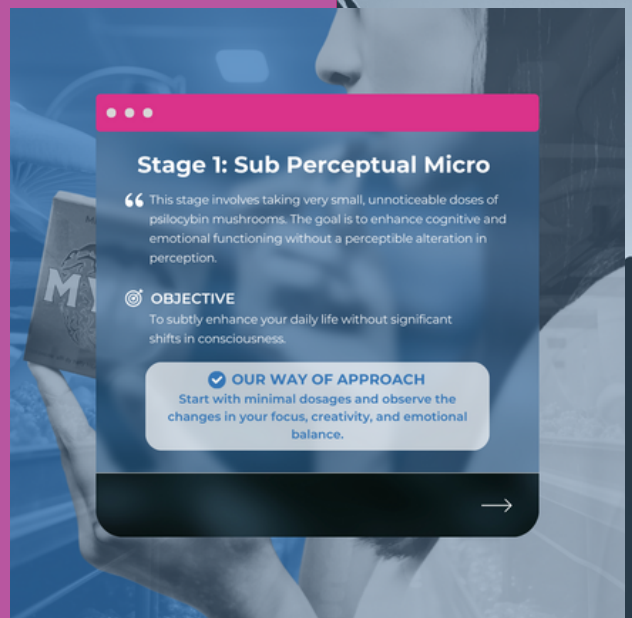 Stage 1: Sub Perceptual Micro
This stage involves taking very small, unnoticeable doses of
psilocybin mushrooms. The goal is to enhance cognitive and
emotional functioning without a perceptible alteration in
perception.
OBJECTIVE
To subtly enhance your daily life without significant
shifts in consciousness.
OUR WAY OF APPROACH
Start with minimal dosages and observe the
changes in your focus, creativity, and emotional
balance.